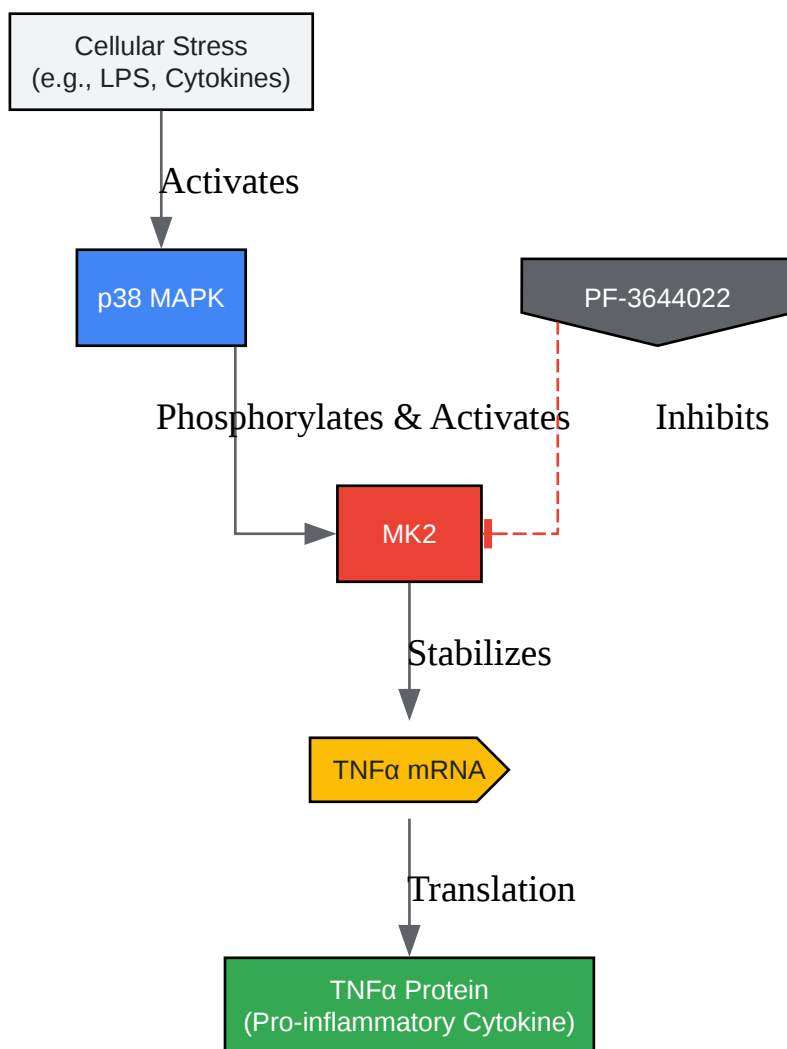 Cellular Stress
(e.g., LPS, Cytokines)
Activates
p38 MAPK
PF-3644022
Phosphorylates & Activates
Inhibits
MK2
Stabilizes
TNFα mRNA
Translation
TNFα Protein
(Pro-inflammatory Cytokine)